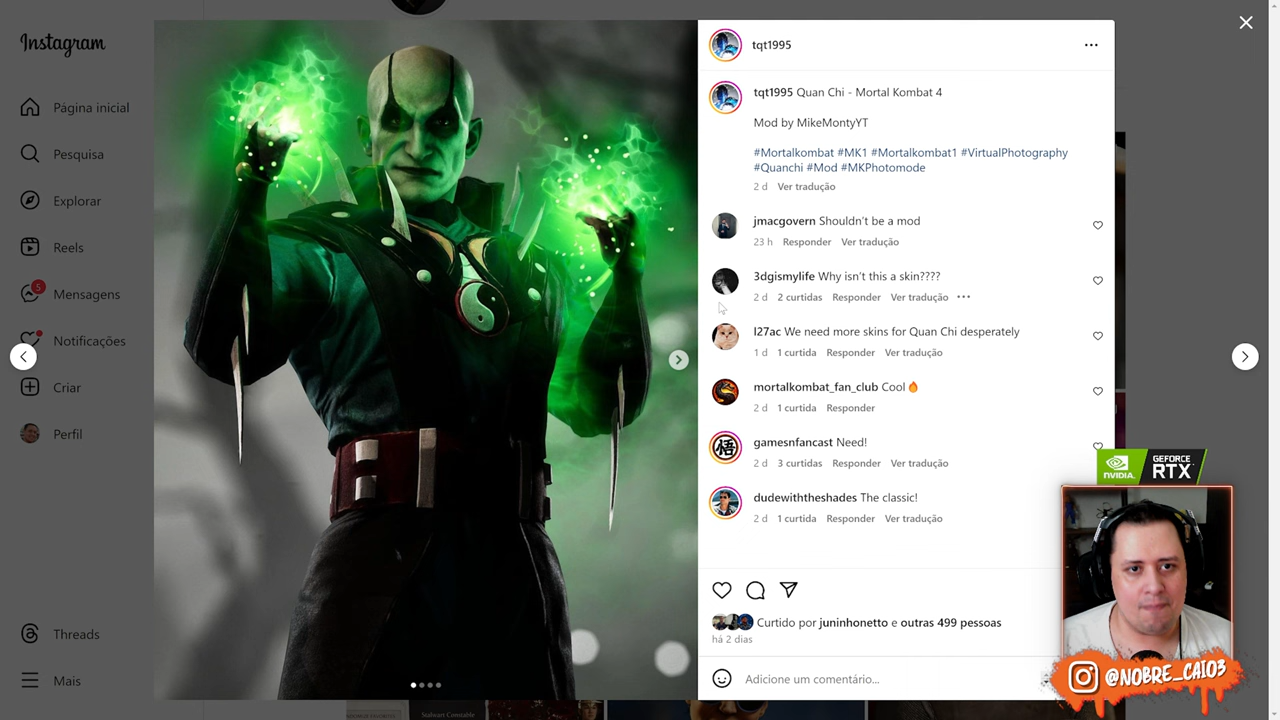 Instagram
Página inicial
Pesquisa
Explorar
Reels
5
Mensagens
Notificações
Criar
Perfil
Threads
Mais
tqt1995
tqt1995 Quan Chi - Mortal Kombat 4
Mod by MikeMontyYT
#Mortalkombat #MK1 #Mortalkombat1 #VirtualPhotography
#Quanchi #Mod #MKPhotomode
2 d Ver tradução
jmacgovern Shouldn't be a mod
23 h Responder Ver tradução
3dgismylife Why isn't this a skin????
2 d 2 curtidas Responder Ver tradução
l27ac We need more skins for Quan Chi desperately
1 d 1 curtida Responder Ver tradução
mortalkombat_fan_club Cool🔥
2 d 1 curtida Responder
gamesnfancast Need!
2 d 3 curtidas Responder Ver tradução
dudewiththeshades The classic!
2 d 1 curtida Responder Ver tradução
Curtido por juninhonetto e outras 499 pessoas
há 2 dias
Adicione um comentário...
NVIDIA.
GEFORCE
RTX
@NOBRE_CAIO3
Stalwart Constable